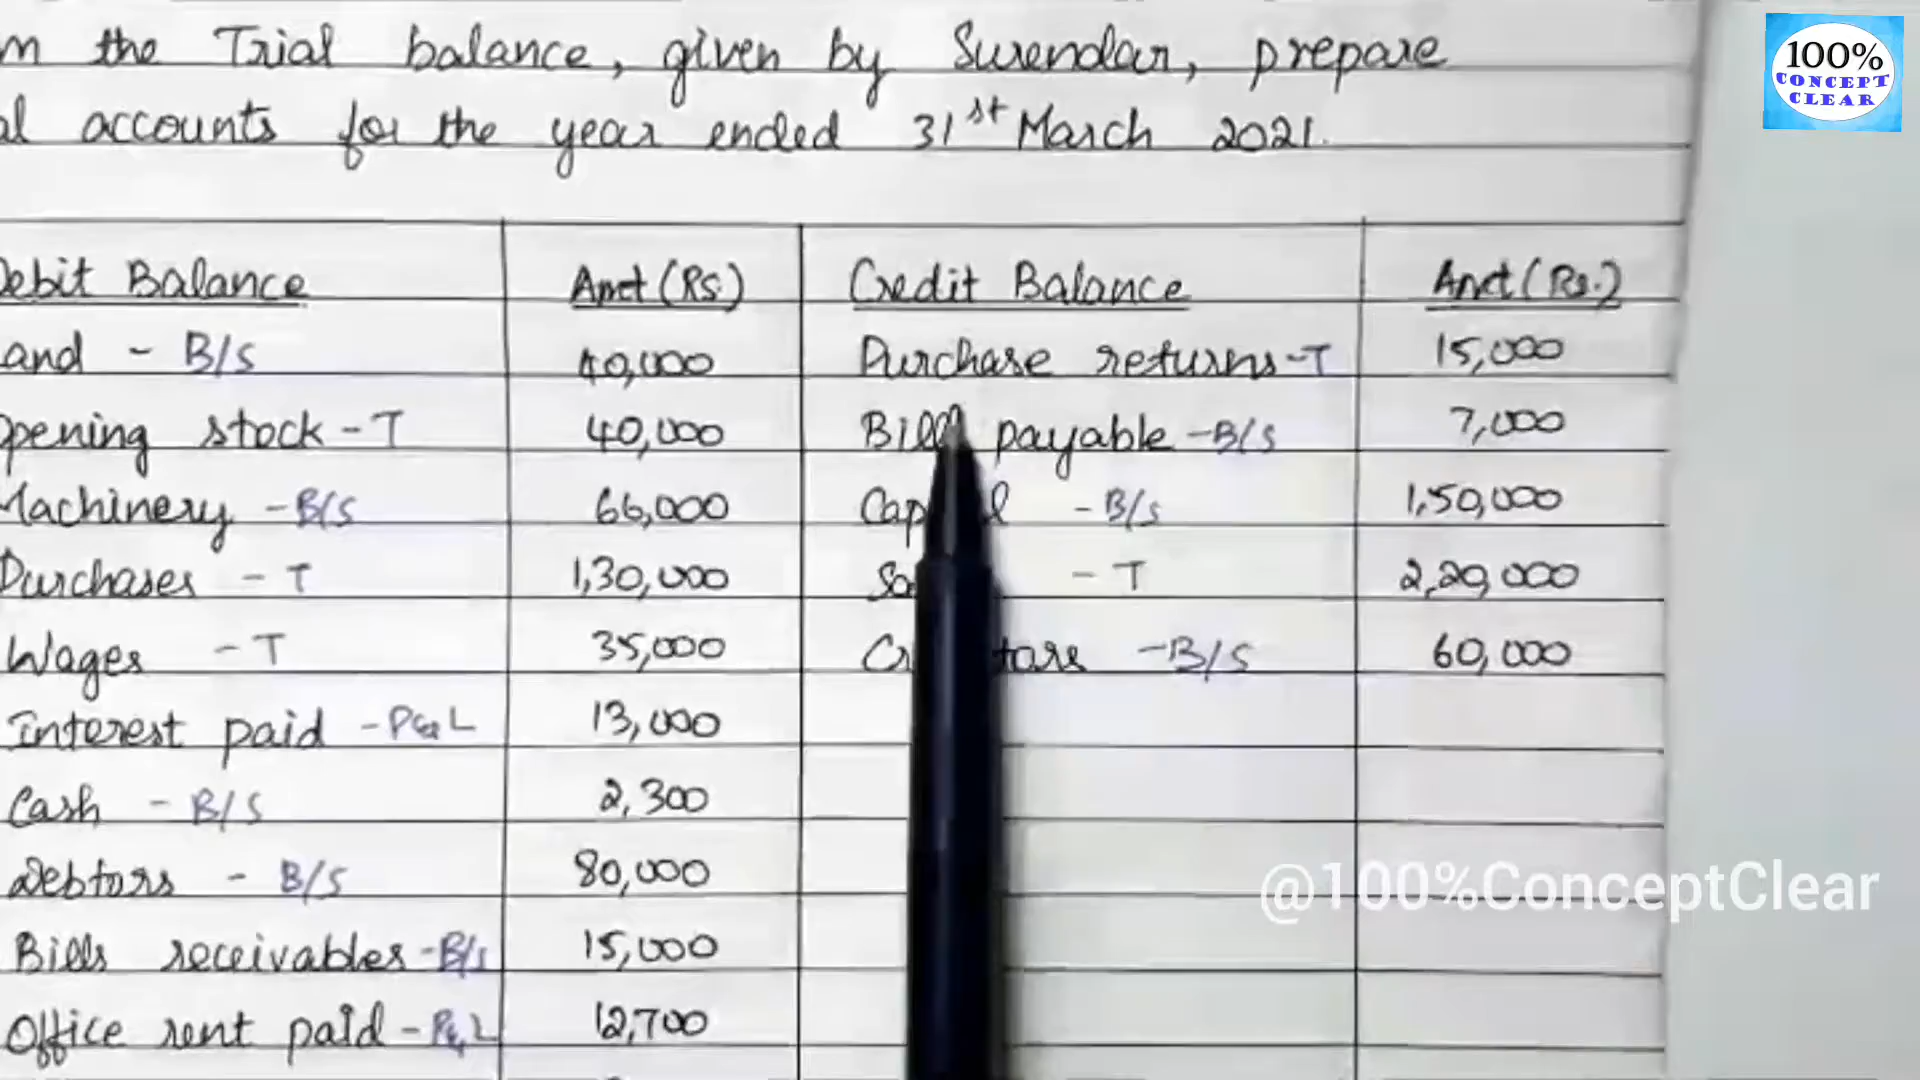 m the Trial balance, given by Surendar, prepare
al accounts for the year ended 31st March 2021.
100%
CONCEPT
CLEAR
Debit Balance Amt (Rs.) Credit Balance Amt (Rs.)
and - B/S 40,000 Purchase returns - T 15,000
Opening stock - T 40,000 Bills payable - B/S 7,000
Machinery - B/S 66,000 - B/S 1,50,000
Purchases - T 1,30,000 - T 2,29,000
Wages - T 35,000 - B/S 60,000
Interest paid - P&L 13,000
Cash - B/S 2,300
Debtors - B/S 80,000
Bills receivables - B/S 15,000
Office rent paid - P&L 12,700
@100%ConceptClear